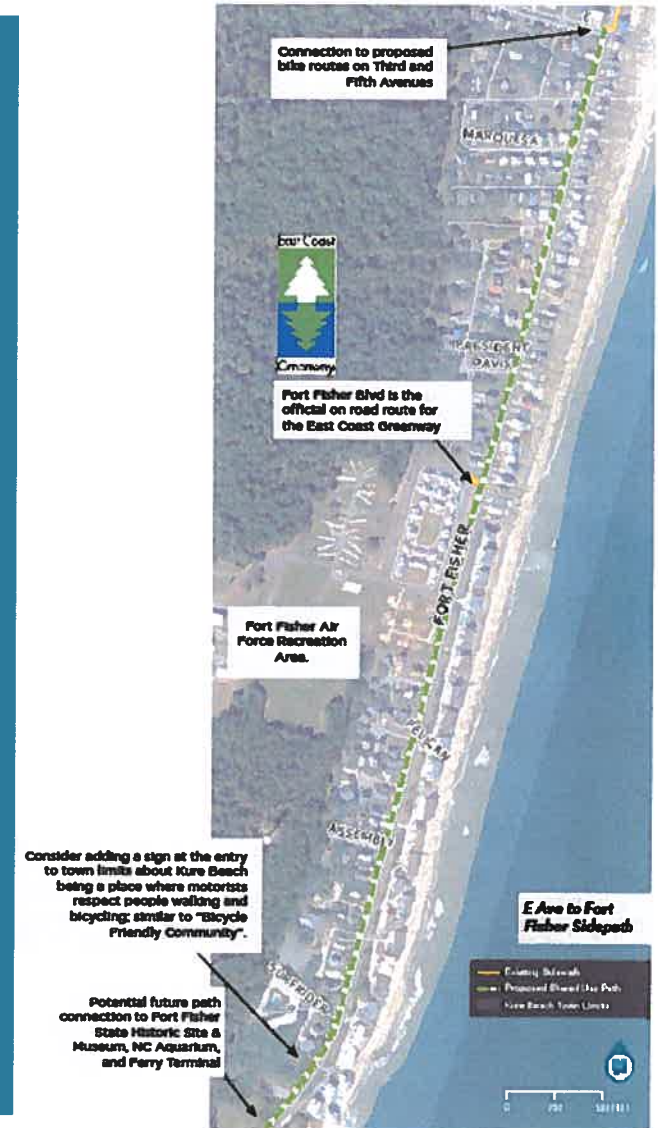 Connection to proposed
bike routes on Third and
Fifth Avenues
MARQUESA
East Coast
Greenway
PRESIDENT
DAVIS
Fort Fisher Blvd is the
official on road route for
the East Coast Greenway
FORT FISHER
Fort Fisher Air
Force Recreation
Area.
PELICAN
ASSEMBLY
Consider adding a sign at the entry
to town limits about Kure Beach
being a place where motorists
respect people walking and
bicycling; similar to "Bicycle
Friendly Community".
E Ave to Fort
Fisher Sidepath
Existing Sidewalk
Proposed Shared Use Path
Kure Beach Town Limits
Potential future path
connection to Fort Fisher
State Historic Site &
Museum, NC Aquarium,
and Ferry Terminal
N
0